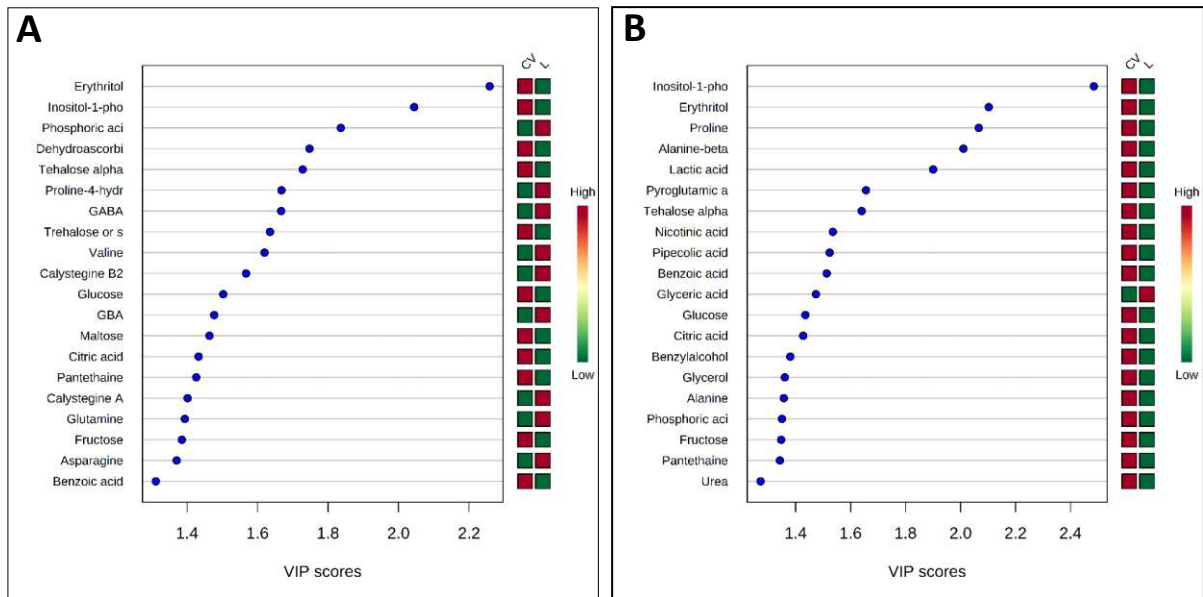 A
CV L
Erythritol
Inositol-1-pho
Phosphoric aci
Dehydroascorbi
Tehalose alpha
Proline-4-hydr
GABA
Trehalose or s
Valine
Calystegine B2
Glucose
GBA
Maltose
Citric acid
Pantethaine
Calystegine A
Glutamine
Fructose
Asparagine
Benzoic acid
High
Low
1.4 1.6 1.8 2.0 2.2
VIP scores
B
CV L
Inositol-1-pho
Erythritol
Proline
Alanine-beta
Lactic acid
Pyroglutamic a
Tehalose alpha
Nicotinic acid
Pipecolic acid
Benzoic acid
Glyceric acid
Glucose
Citric acid
Benzylalcohol
Glycerol
Alanine
Phosphoric aci
Fructose
Pantethaine
Urea
High
Low
1.4 1.6 1.8 2.0 2.2 2.4
VIP scores